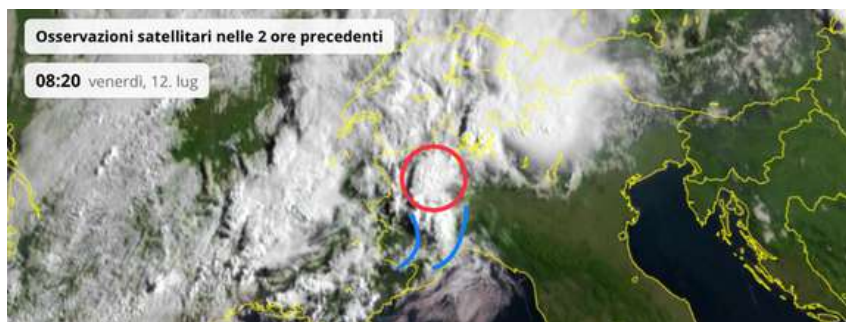 Osservazioni satellitari nelle 2 ore precedenti
08:20 venerdì, 12. lug